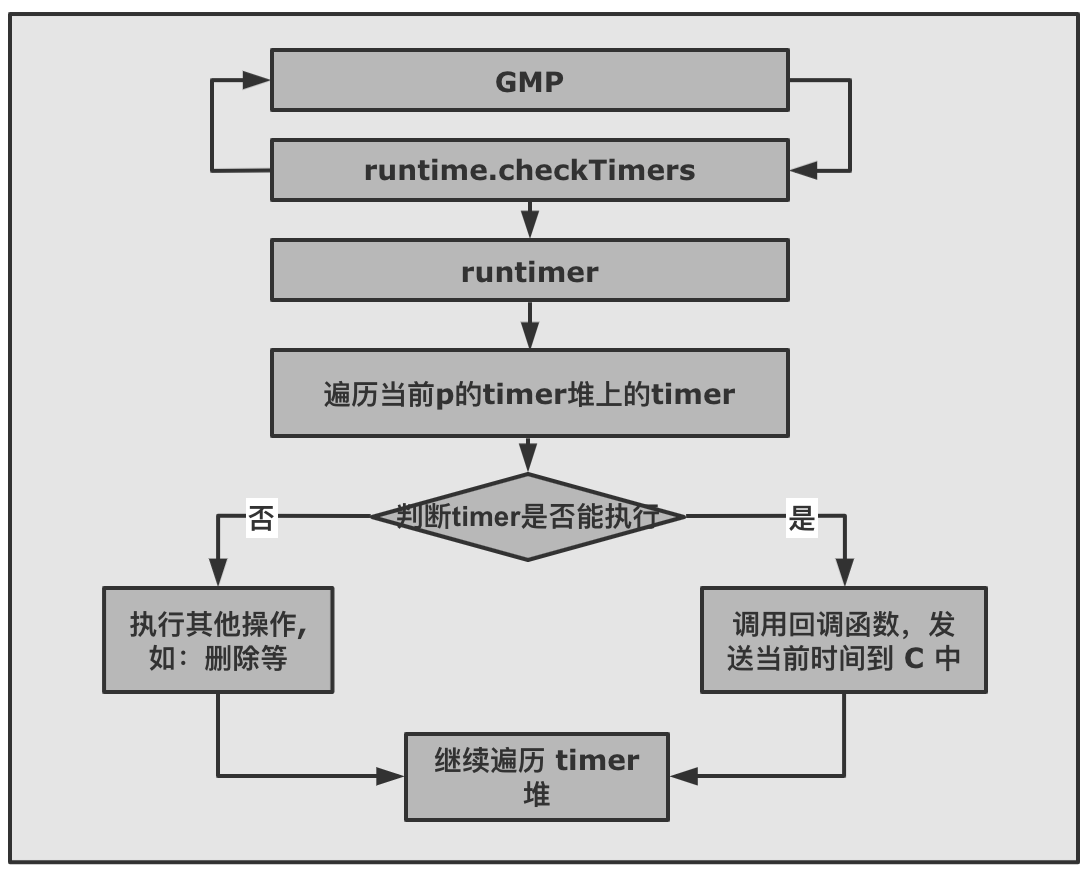 GMP
runtime.checkTimers
runtimer
遍历当前p的timer堆上的timer
判断timer是否能执行
否
是
执行其他操作,
如：删除等
调用回调函数，发
送当前时间到 C 中
继续遍历 timer
堆